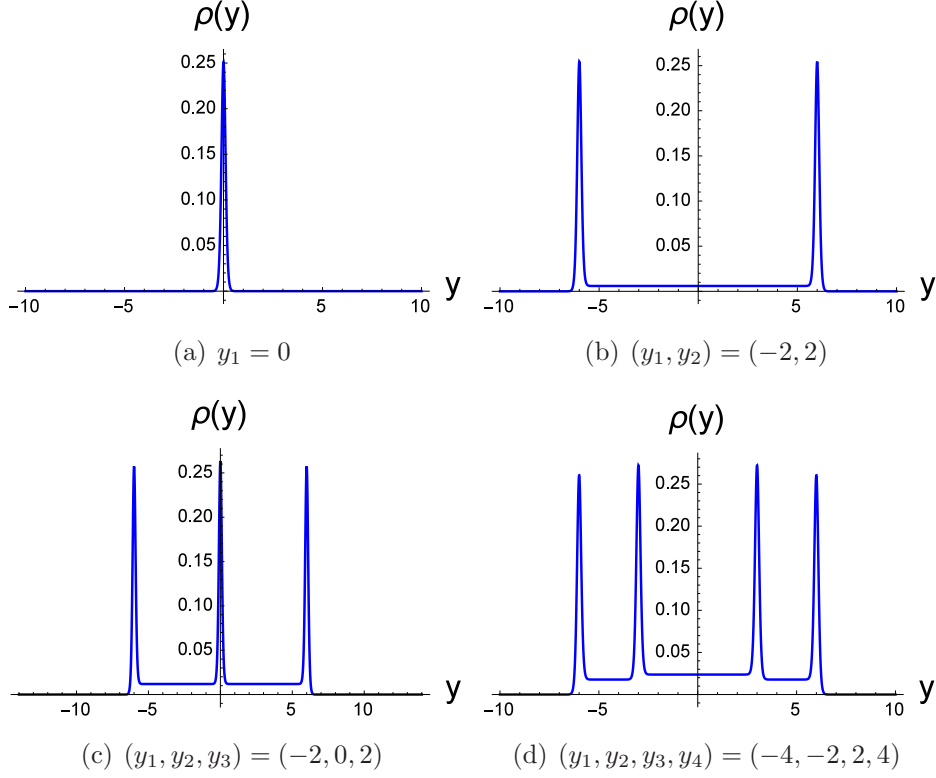 ρ(y)
0.25
0.20
0.15
0.10
0.05
-10 -5 5 10 y
(a) y₁ = 0
ρ(y)
0.25
0.20
0.15
0.10
0.05
-10 -5 5 10 y
(b) (y₁, y₂) = (−2, 2)
ρ(y)
0.25
0.20
0.15
0.10
0.05
-10 -5 5 10 y
(c) (y₁, y₂, y₃) = (−2, 0, 2)
ρ(y)
0.25
0.20
0.15
0.10
0.05
-10 -5 5 10 y
(d) (y₁, y₂, y₃, y₄) = (−4, −2, 2, 4)